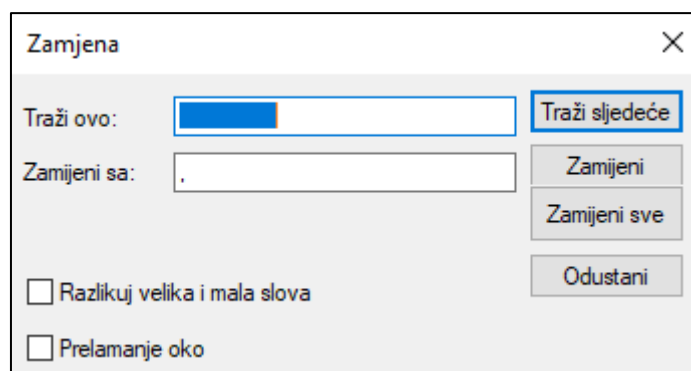 Zamjena
Traži ovo:
Traži sljedeće
Zamijeni sa: ,
Zamijeni
Zamijeni sve
Odustani
Razlikuj velika i mala slova
Prelamanje oko